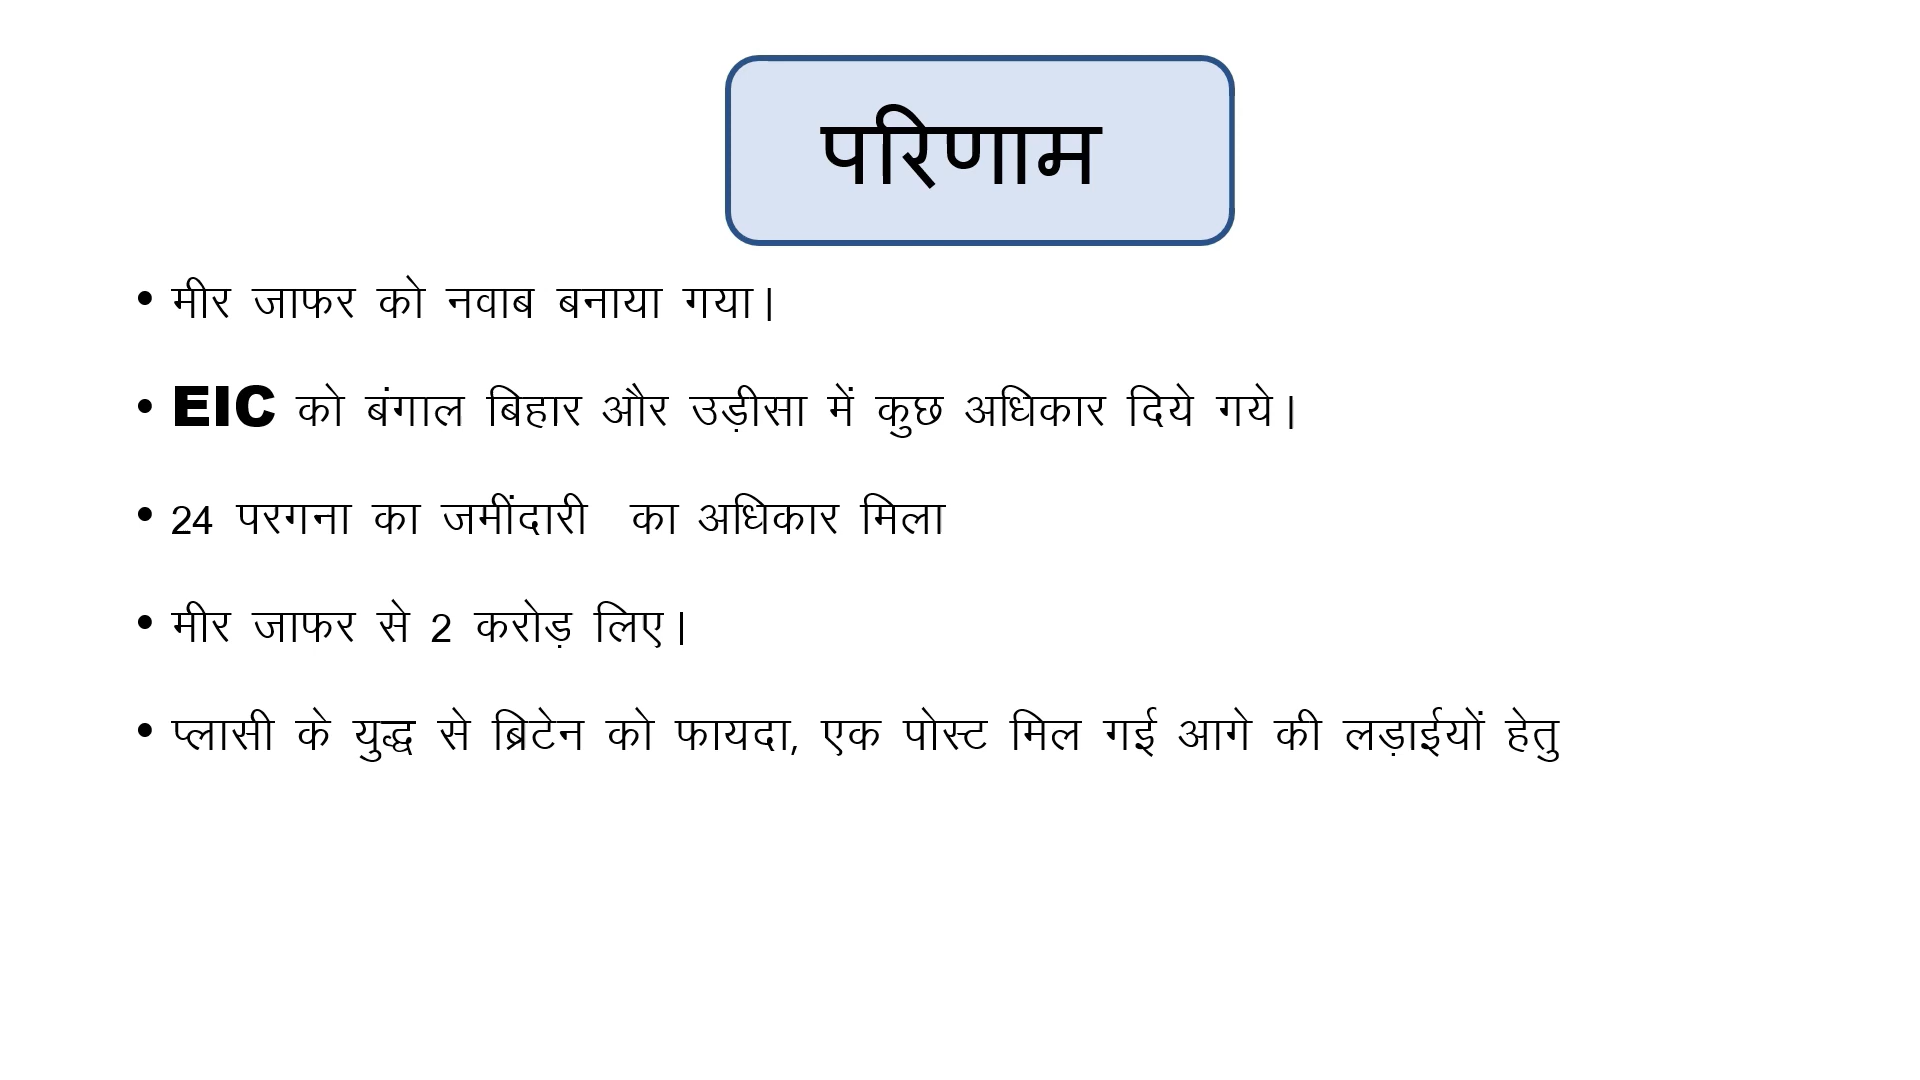 परिणाम
• मीर जाफर को नवाब बनाया गया।
• EIC को बंगाल बिहार और उड़ीसा में कुछ अधिकार दिये गये।
• 24 परगना का जमींदारी का अधिकार मिला
• मीर जाफर से 2 करोड़ लिए।
• प्लासी के युद्ध से ब्रिटेन को फायदा, एक पोस्ट मिल गई आगे की लड़ाईयों हेतु